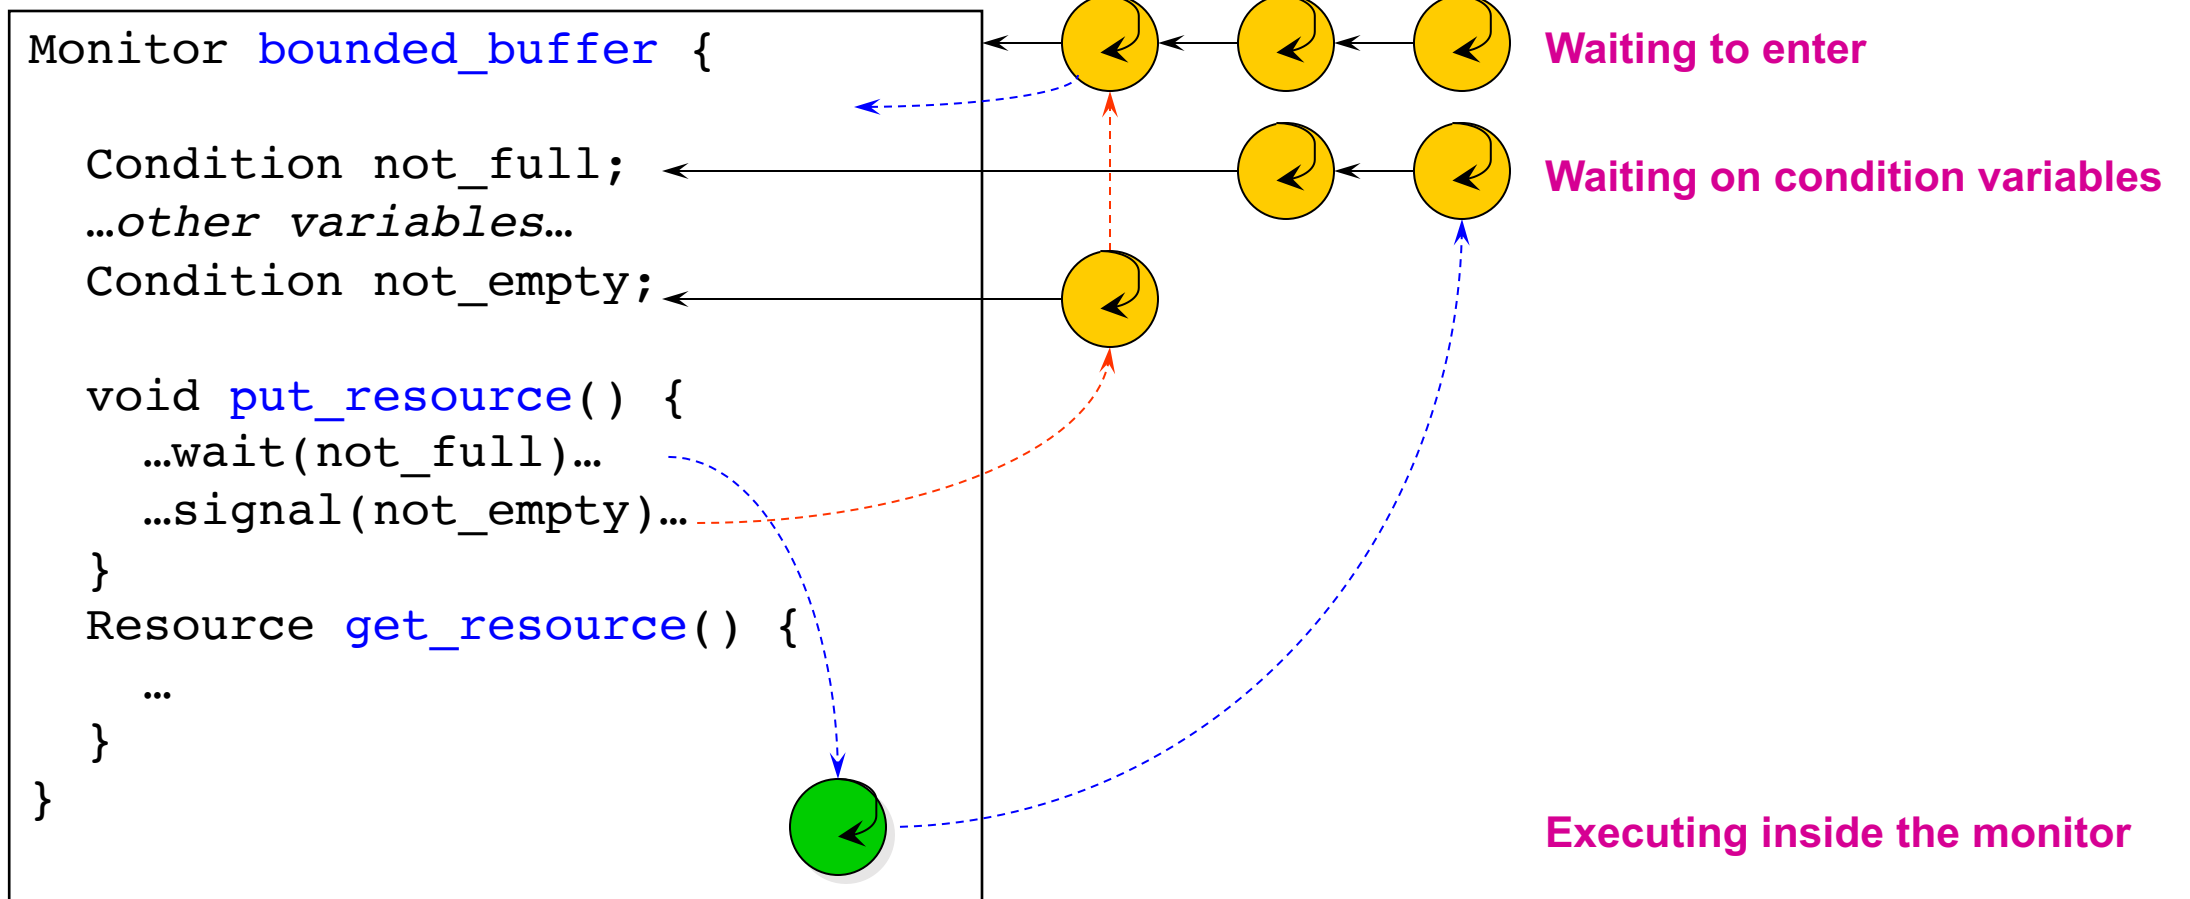 Monitor bounded_buffer {
Waiting to enter
Condition not_full;
Waiting on condition variables
…other variables…
Condition not_empty;
void put_resource() {
…wait(not_full)…
…signal(not_empty)…
}
Resource get_resource() {
…
}
}
Executing inside the monitor